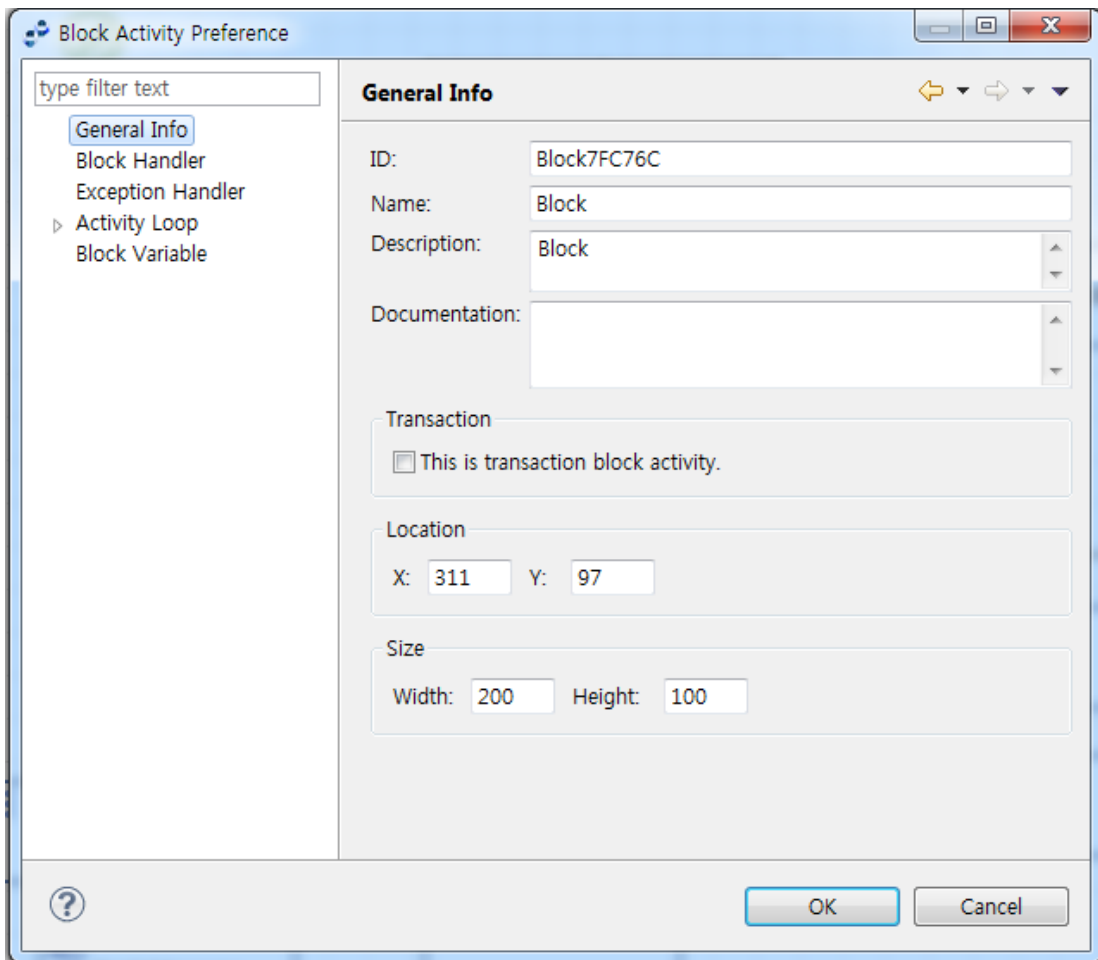 Block Activity Preference
type filter text
General Info
Block Handler
Exception Handler
Activity Loop
Block Variable
General Info
ID: Block7FC76C
Name: Block
Description: Block
Documentation:
Transaction
This is transaction block activity.
Location
X: 311 Y: 97
Size
Width: 200 Height: 100
OK Cancel